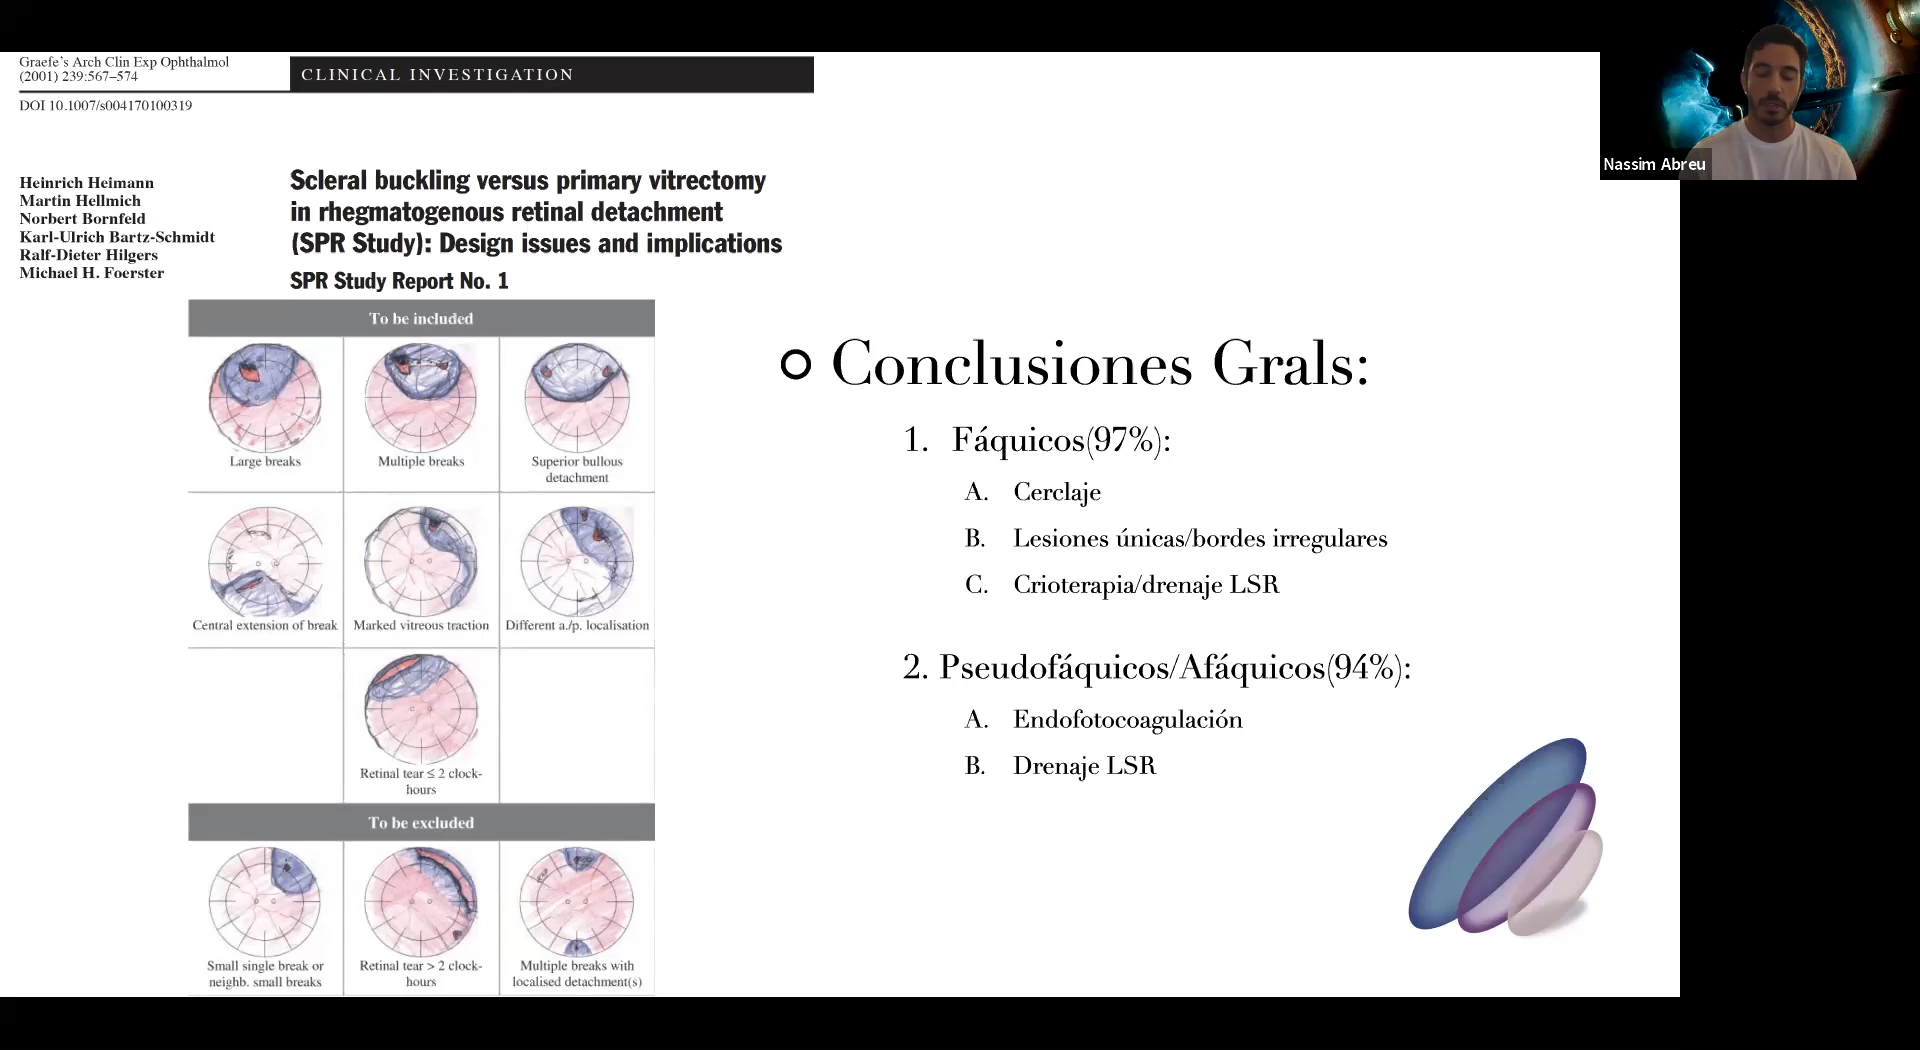 Graefe's Arch Clin Exp Ophthalmol
(2001) 239:567–574
CLINICAL INVESTIGATION
DOI 10.1007/s004170100319
Heinrich Heimann
Martin Hellmich
Norbert Bornfeld
Karl-Ulrich Bartz-Schmidt
Ralf-Dieter Hilgers
Michael H. Foerster
Scleral buckling versus primary vitrectomy
in rhegmatogenous retinal detachment
(SPR Study): Design issues and implications
SPR Study Report No. 1
To be included
Large breaks
Multiple breaks
Superior bullous
detachment
Central extension of break
Marked vitreous traction
Different a./p. localisation
Retinal tear ≤ 2 clock-
hours
To be excluded
Small single break or
neighb. small breaks
Retinal tear > 2 clock-
hours
Multiple breaks with
localised detachment(s)
Conclusiones Grals:
1. Fáquicos(97%):
A. Cerclaje
B. Lesiones únicas/bordes irregulares
C. Crioterapia/drenaje LSR
2. Pseudofáquicos/Afáquicos(94%):
A. Endofotocoagulación
B. Drenaje LSR
Nassim Abreu